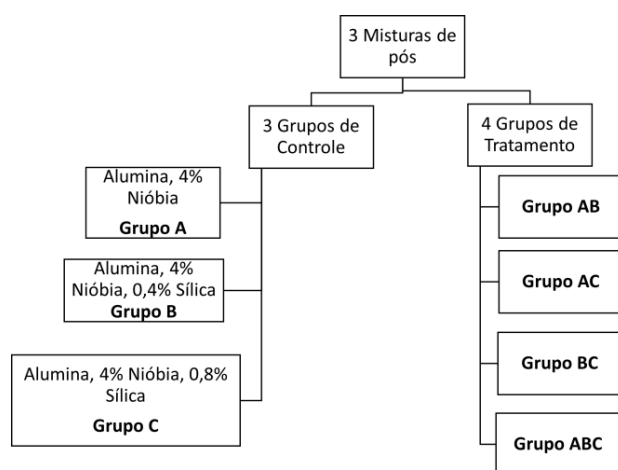 3 Misturas de
pós
3 Grupos de
Controle
Alumina, 4%
Nióbia
Grupo A
Alumina, 4%
Nióbia, 0,4% Sílica
Grupo B
Alumina, 4% Nióbia, 0,8%
Sílica
Grupo C
4 Grupos de
Tratamento
Grupo AB
Grupo AC
Grupo BC
Grupo ABC